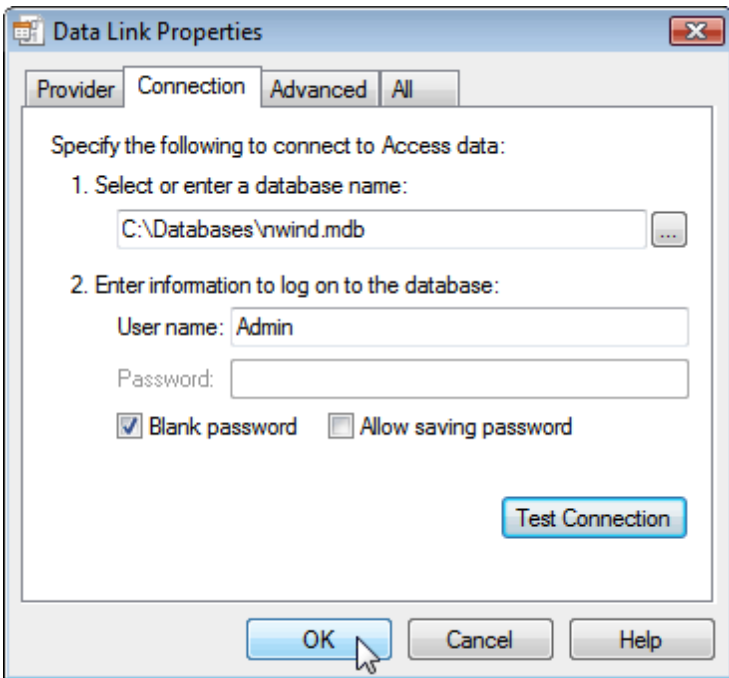 Data Link Properties
Provider Connection Advanced All
Specify the following to connect to Access data:
1. Select or enter a database name:
C:\Databases\nwind.mdb ...
2. Enter information to log on to the database:
User name: Admin
Password:
Blank password Allow saving password
Test Connection
OK Cancel Help